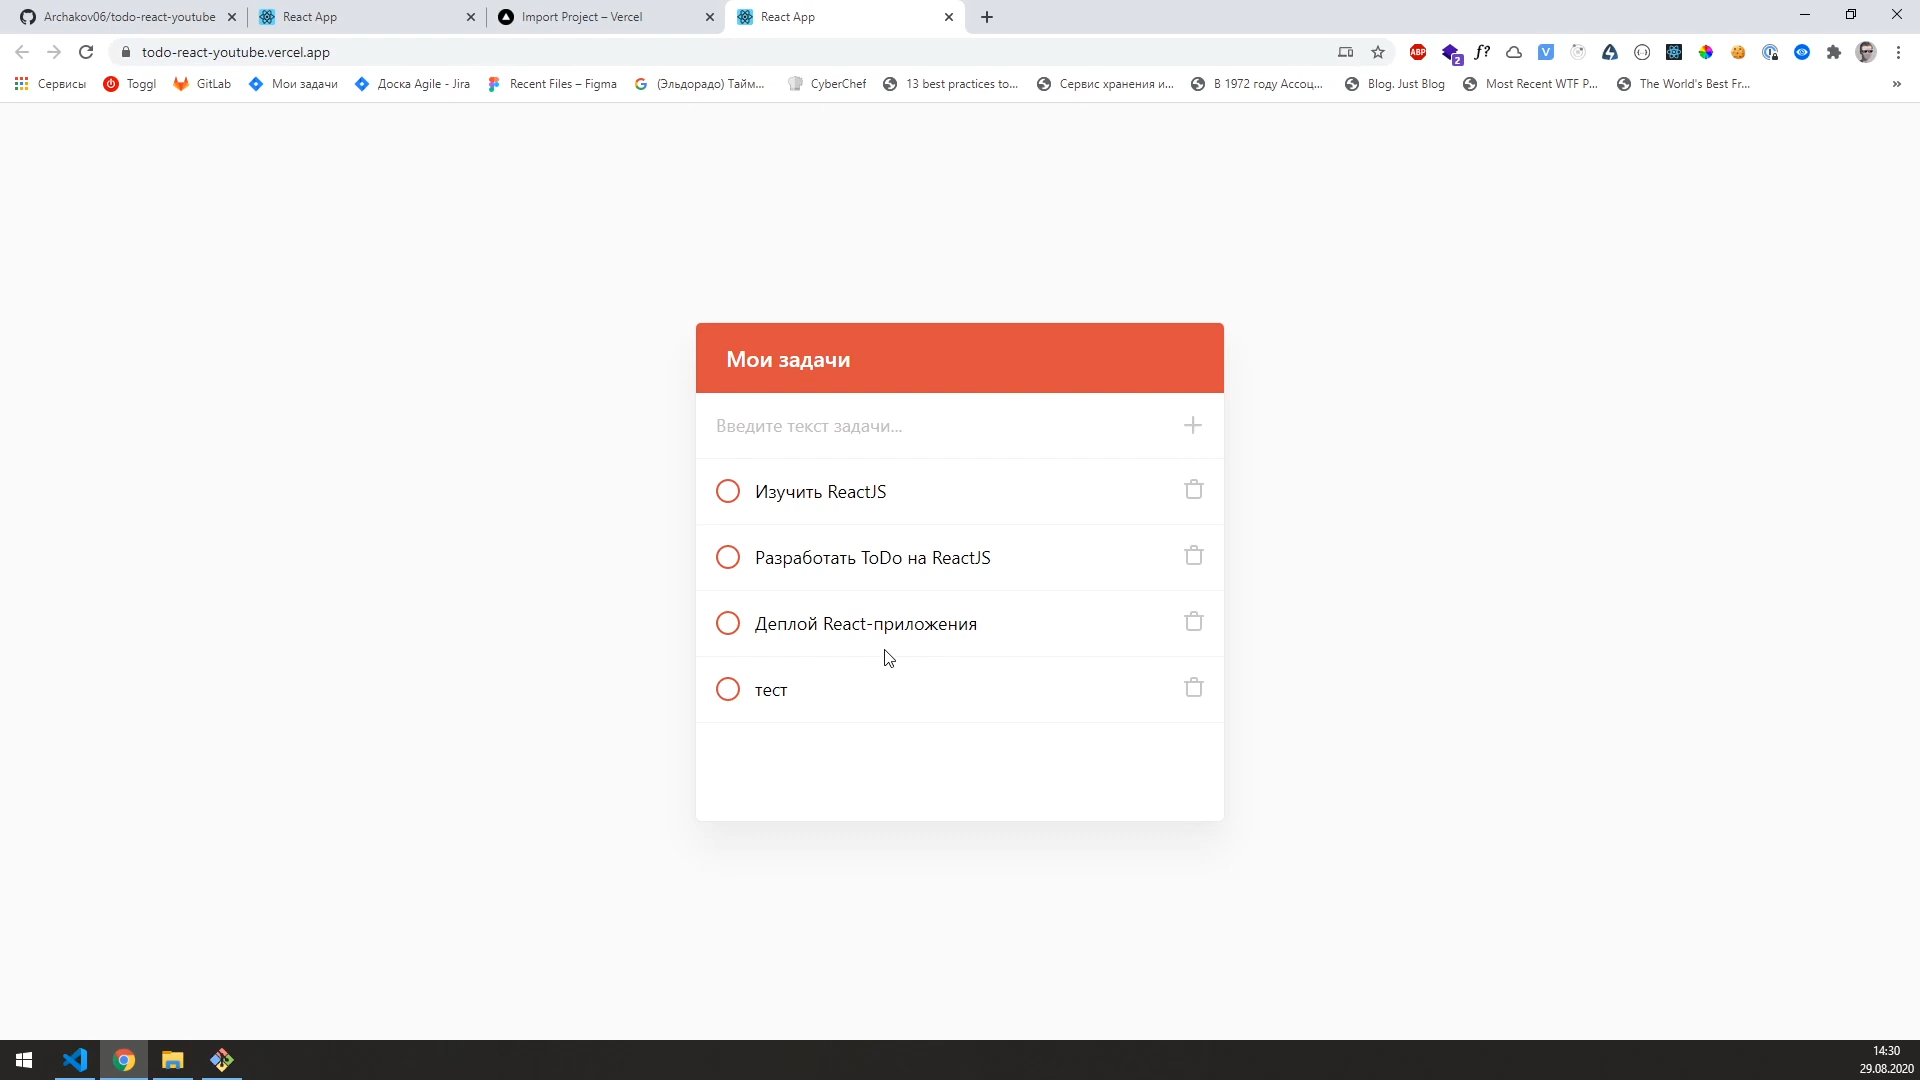 Archakov06/todo-react-youtube
React App
Import Project – Vercel
React App
todo-react-youtube.vercel.app
ABP
2
f?
V
Сервисы
Toggl
GitLab
Мои задачи
Доска Agile - Jira
Recent Files – Figma
(Эльдорадо) Тайм...
CyberChef
13 best practices to...
Сервис хранения и...
В 1972 году Ассоц...
Blog. Just Blog
Most Recent WTF P...
The World's Best Fr...
»
Мои задачи
Введите текст задачи...
Изучить ReactJS
Разработать ToDo на ReactJS
Деплой React-приложения
тест
14:30
29.08.2020